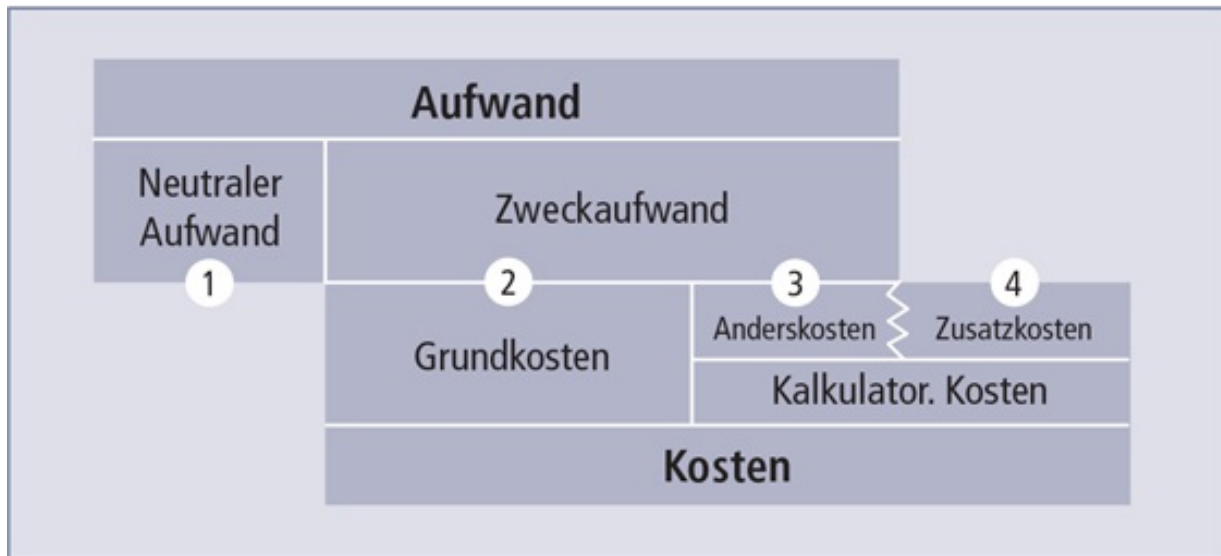 Aufwand
Neutraler
Aufwand
Zweckaufwand
1
2
3
4
Grundkosten
Anderskosten
Zusatzkosten
Kalkulator. Kosten
Kosten